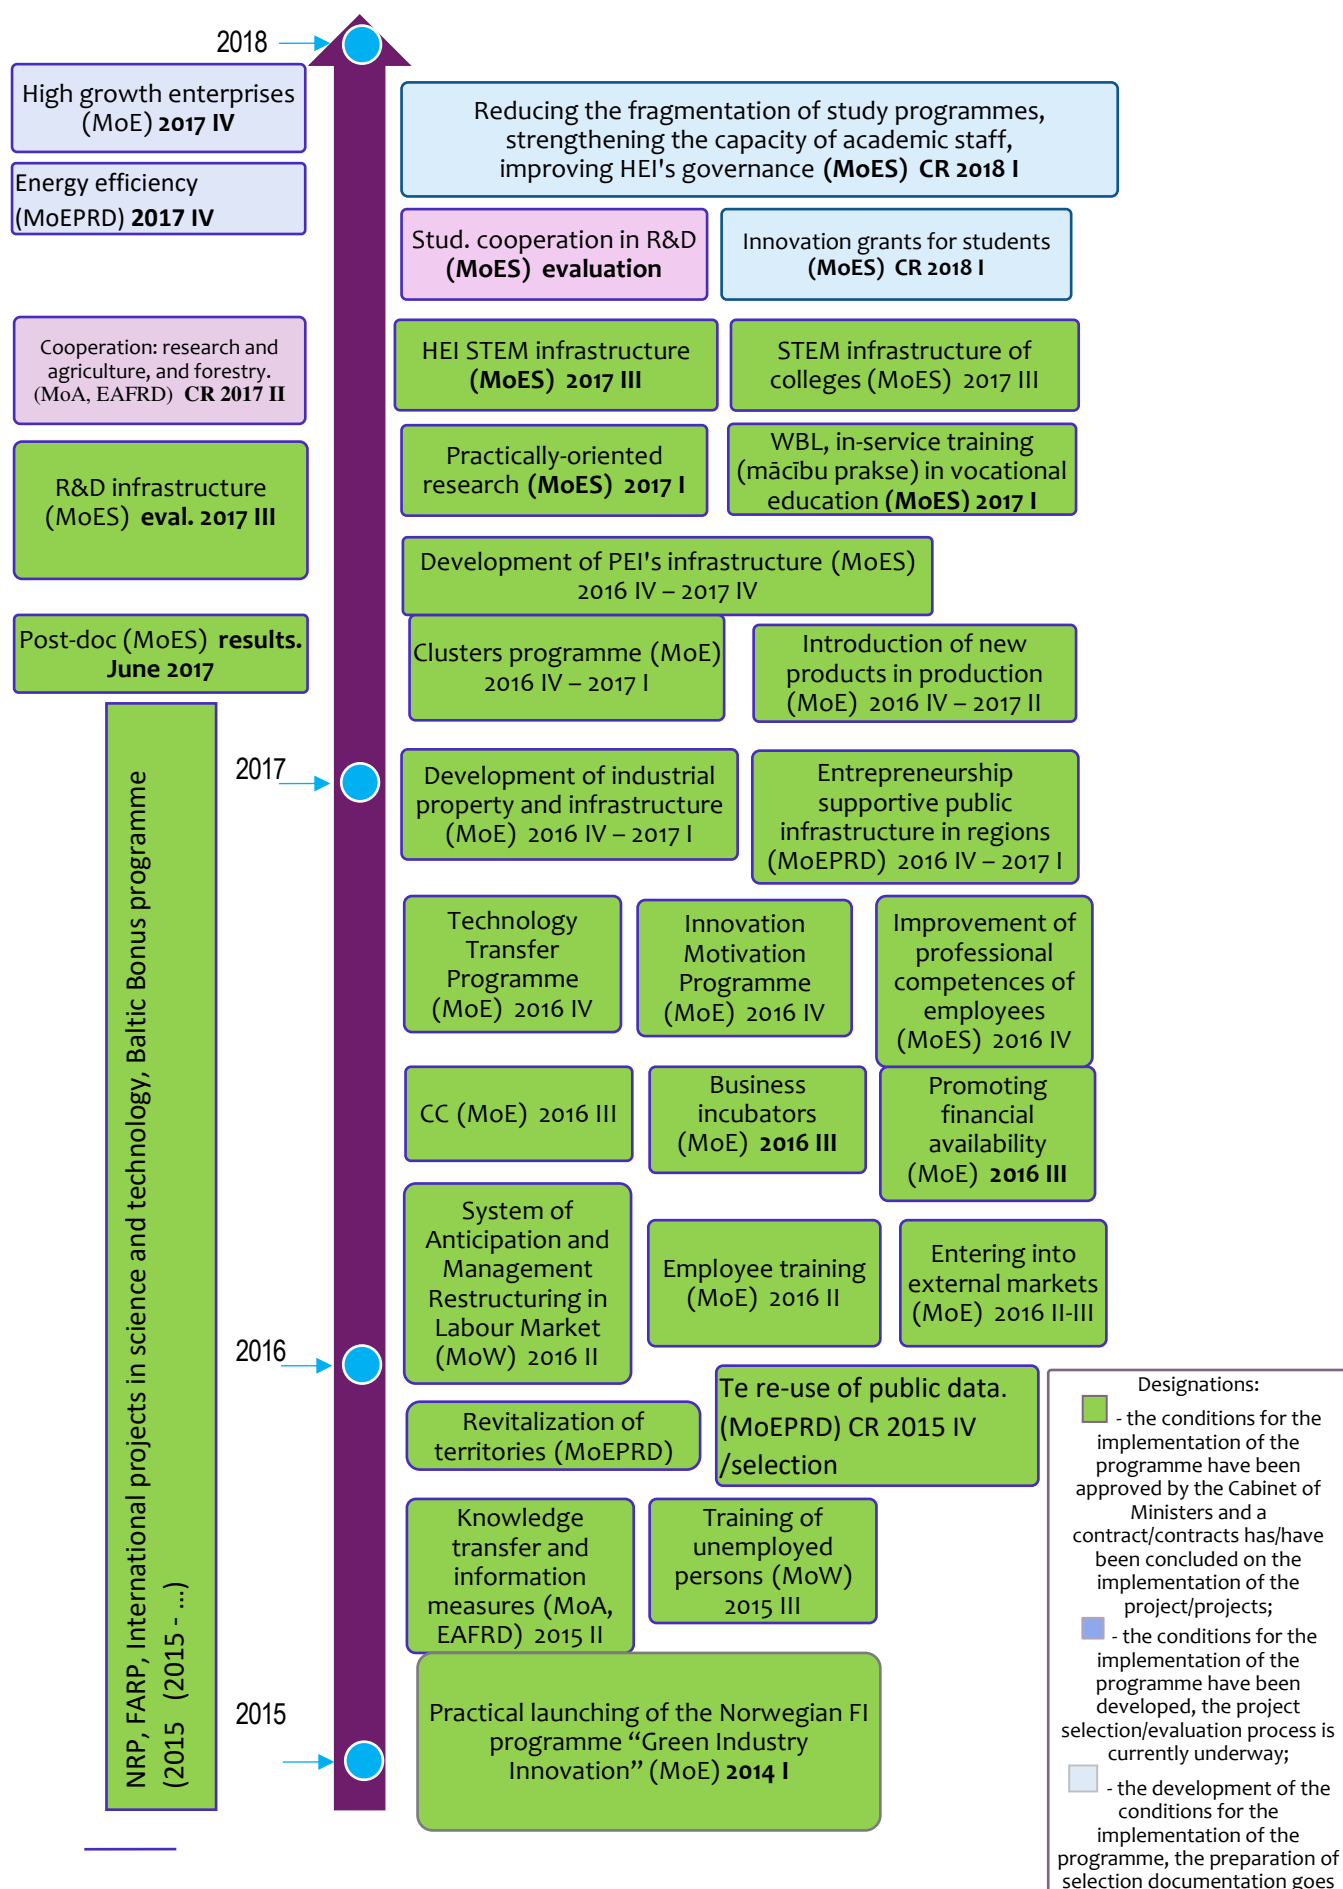 2018
High growth enterprises
(MoE) 2017 IV
Energy efficiency
(MoEPRD) 2017 IV
Reducing the fragmentation of study programmes,
strengthening the capacity of academic staff,
improving HEI's governance (MoES) CR 2018 I
Stud. cooperation in R&D
(MoES) evaluation
Innovation grants for students
(MoES) CR 2018 I
Cooperation: research and
agriculture, and forestry.
(MoA, EAFRD) CR 2017 II
HEI STEM infrastructure
(MoES) 2017 III
STEM infrastructure of
colleges (MoES) 2017 III
R&D infrastructure
(MoES) eval. 2017 III
Practically-oriented
research (MoES) 2017 I
WBL, in-service training
(mācību prakse) in vocational
education (MoES) 2017 I
Development of PEI's infrastructure (MoES)
2016 IV – 2017 IV
Post-doc (MoES) results.
June 2017
Clusters programme (MoE)
2016 IV – 2017 I
Introduction of new
products in production
(MoE) 2016 IV – 2017 II
2017
Development of industrial
property and infrastructure
(MoE) 2016 IV – 2017 I
Entrepreneurship
supportive public
infrastructure in regions
(MoEPRD) 2016 IV – 2017 I
NRP, FARP, International projects in science and technology, Baltic Bonus programme
(2015 (2015 - ...)
Technology
Transfer
Programme
(MoE) 2016 IV
Innovation
Motivation
Programme
(MoE) 2016 IV
Improvement of
professional
competences of
employees
(MoES) 2016 IV
CC (MoE) 2016 III
Business
incubators
(MoE) 2016 III
Promoting
financial
availability
(MoE) 2016 III
System of
Anticipation and
Management
Restructuring in
Labour Market
(MoW) 2016 II
Employee training
(MoE) 2016 II
Entering into
external markets
(MoE) 2016 II-III
2016
Revitalization of
territories (MoEPRD)
Te re-use of public data.
(MoEPRD) CR 2015 IV
/selection
Knowledge
transfer and
information
measures (MoA,
EAFRD) 2015 II
Training of
unemployed
persons (MoW)
2015 III
2015
Practical launching of the Norwegian FI
programme “Green Industry
Innovation” (MoE) 2014 I
Designations:
- the conditions for the
implementation of the
programme have been
approved by the Cabinet of
Ministers and a
contract/contracts has/have
been concluded on the
implementation of the
project/projects;
- the conditions for the
implementation of the
programme have been
developed, the project
selection/evaluation process is
currently underway;
- the development of the
conditions for the
implementation of the
programme, the preparation of
selection documentation goes